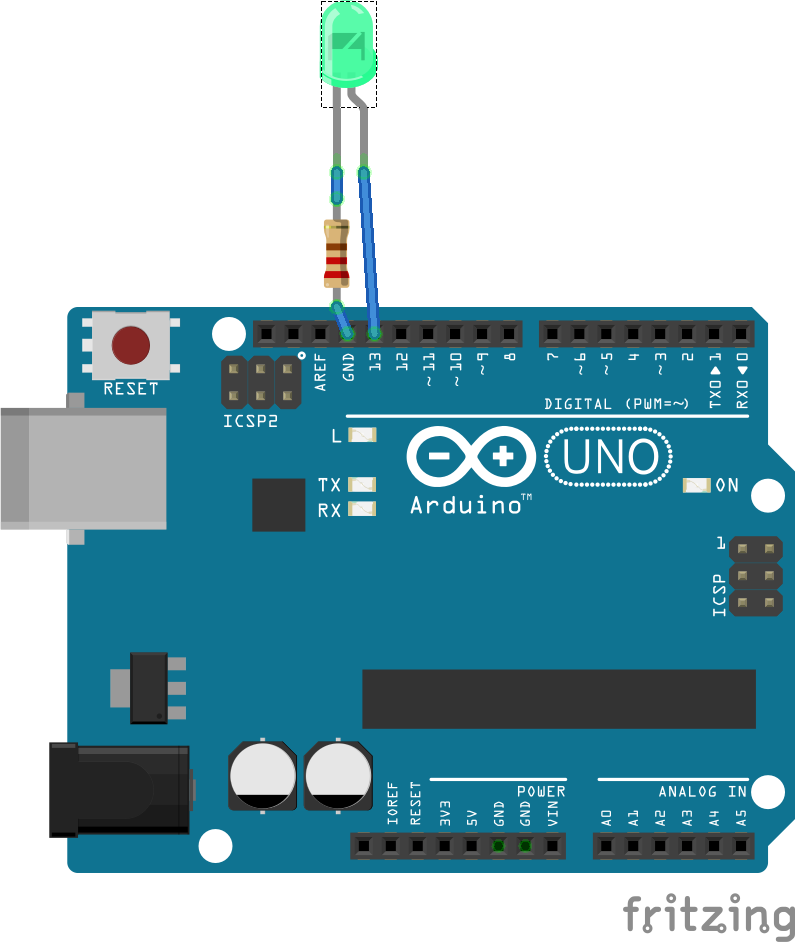 RESET
ICSP2
AREF
GND
13
12
~11
~10
~9
8
7
~6
~5
4
~3
2
TX0▶1
RX0◀0
DIGITAL (PWM=~)
L
TX
RX
Arduino™
UNO
ON
1
ICSP
IOREF
RESET
3V3
5V
GND
GND
VIN
POWER
ANALOG IN
A0
A1
A2
A3
A4
A5
fritzing